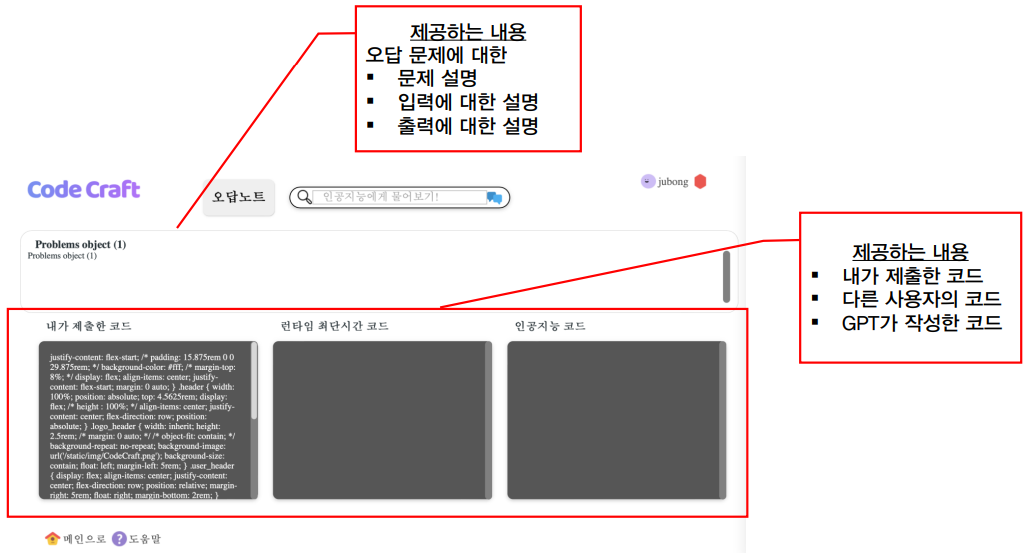 제공하는 내용
오답 문제에 대한
▪ 문제 설명
▪ 입력에 대한 설명
▪ 출력에 대한 설명
Code Craft
오답노트
인공지능에게 물어보기!
jubong
Problems object (1)
Problems object (1)
제공하는 내용
▪ 내가 제출한 코드
▪ 다른 사용자의 코드
▪ GPT가 작성한 코드
내가 제출한 코드
런타임 최단시간 코드
인공지능 코드
justify-content: flex-start; /* padding: 15.875rem 0 0
29.875rem; */ background-color: #fff; /* margin-top:
8%; */ display: flex; align-items: center; justify-
content: flex-start; margin: 0 auto; } .header { width:
100%; position: absolute; top: 4.5625rem; display:
flex; /* height : 100%; */ align-items: center; justify-
content: center; flex-direction: row; position:
absolute; } .logo_header { width: inherit; height:
2.5rem; /* margin: 0 auto; */ /* object-fit: contain; */
background-repeat: no-repeat; background-image:
url('/static/img/CodeCraft.png'); background-size:
contain; float: left; margin-left: 5rem; } .user_header
{ display: flex; align-items: center; justify-content:
center; flex-direction: row; position: relative; margin-
right: 5rem; float: right; margin-bottom: 2rem; }
메인으로
? 도움말